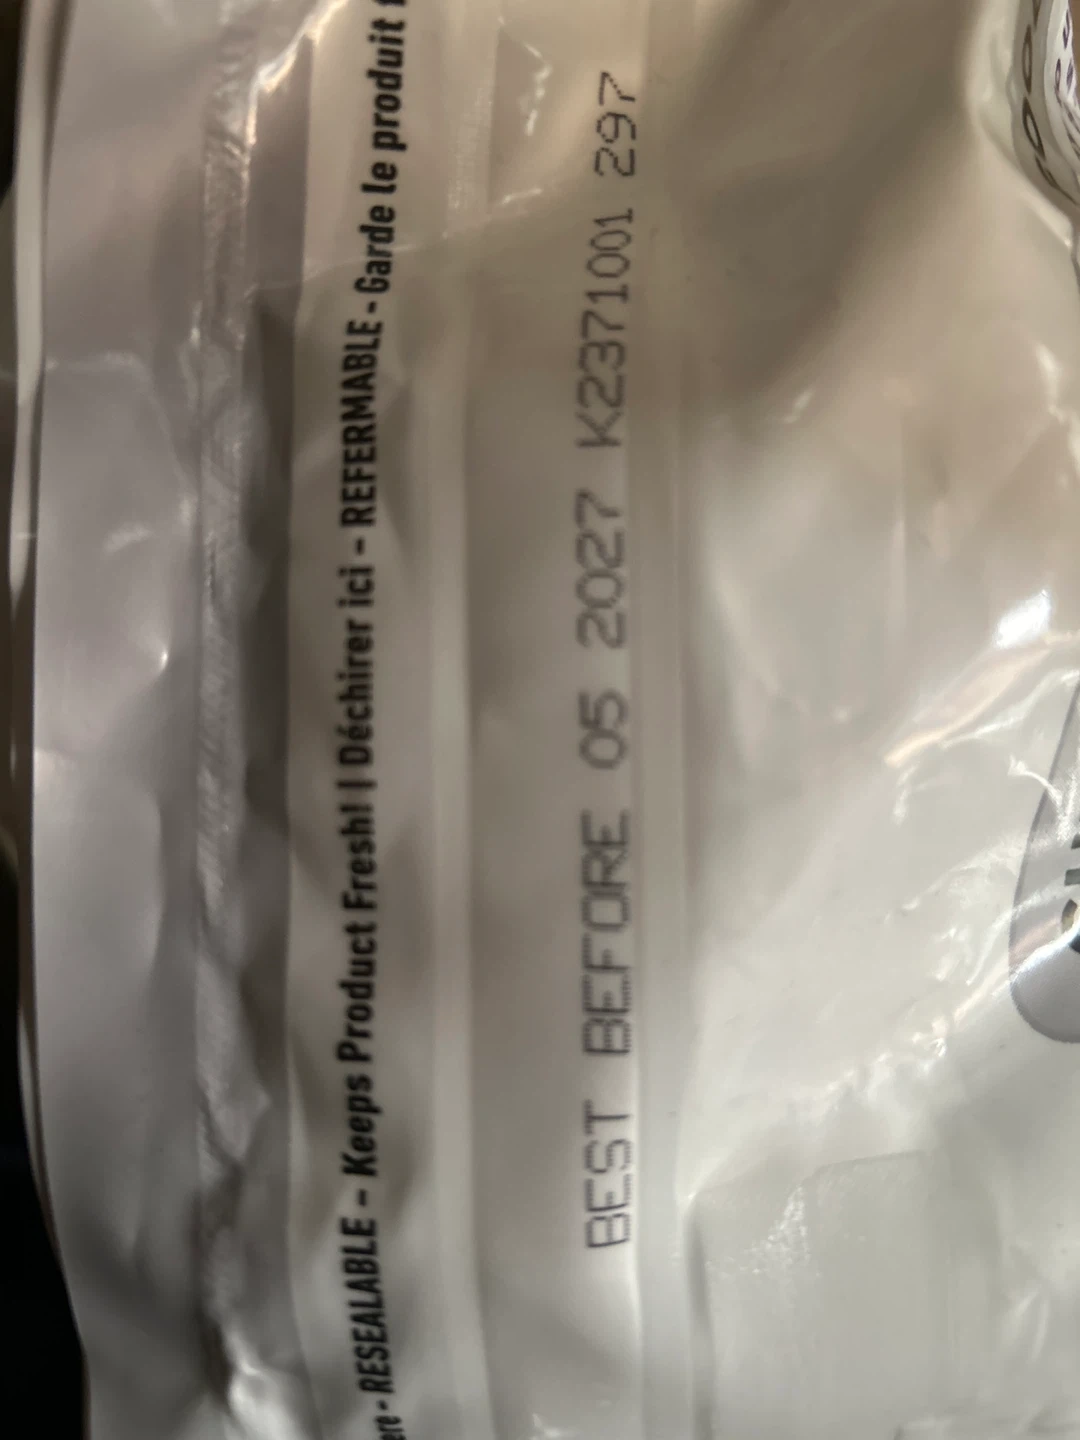 - RESEALABLE - Keeps Product Fresh! | Déchirer ici - REFERMABLE - Garde le produit
BEST BEFORE 05 2027 K2371001 297